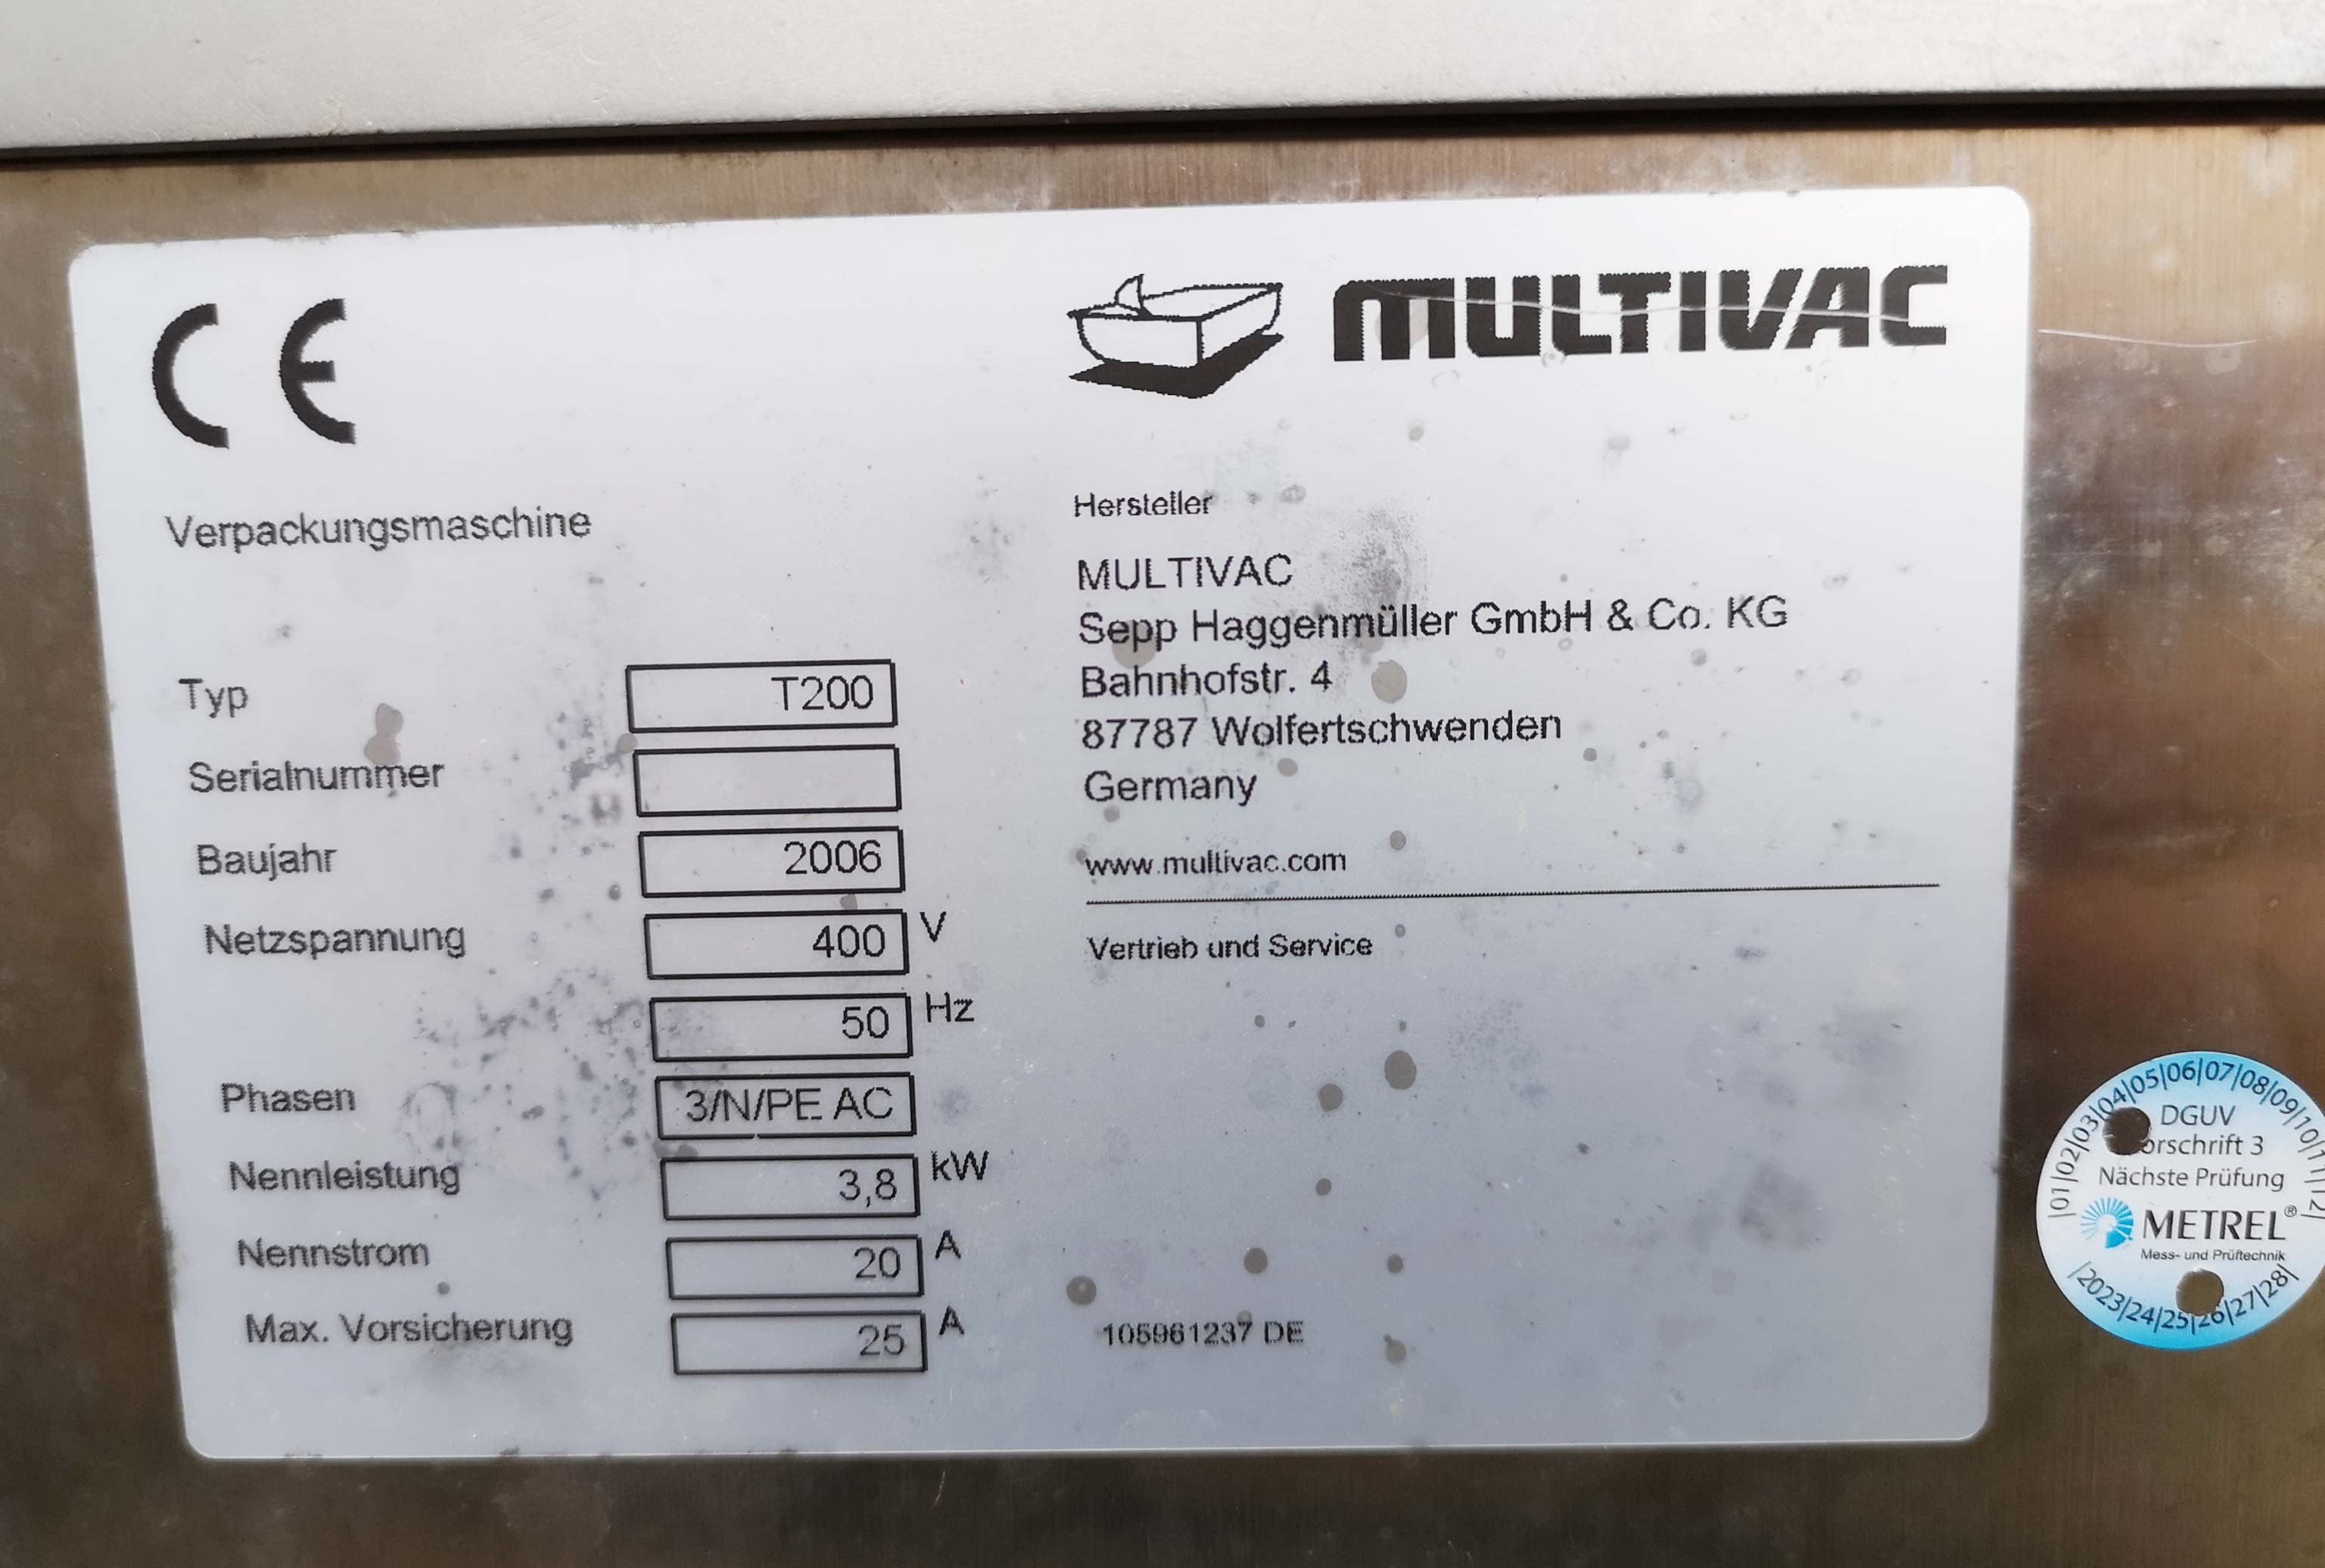 CE
MULTIVAC
Verpackungsmaschine
Typ T200
Serialnummer
Baujahr 2006
Netzspannung 400 V
50 Hz
Phasen 3/N/PE AC
Nennleistung 3,8 kW
Nennstrom 20 A
Max. Vorsicherung 25 A
Hersteller
MULTIVAC
Sepp Haggenmüller GmbH & Co. KG
Bahnhofstr. 4
87787 Wolfertschwenden
Germany
www.multivac.com
Vertrieb und Service
105961237 DE
|01|02|03|04|05|06|07|08|09|10|11|12|
DGUV
orschrift 3
Nächste Prüfung
METREL®
Mess- und Prüftechnik
|2023|24|25|26|27|28|